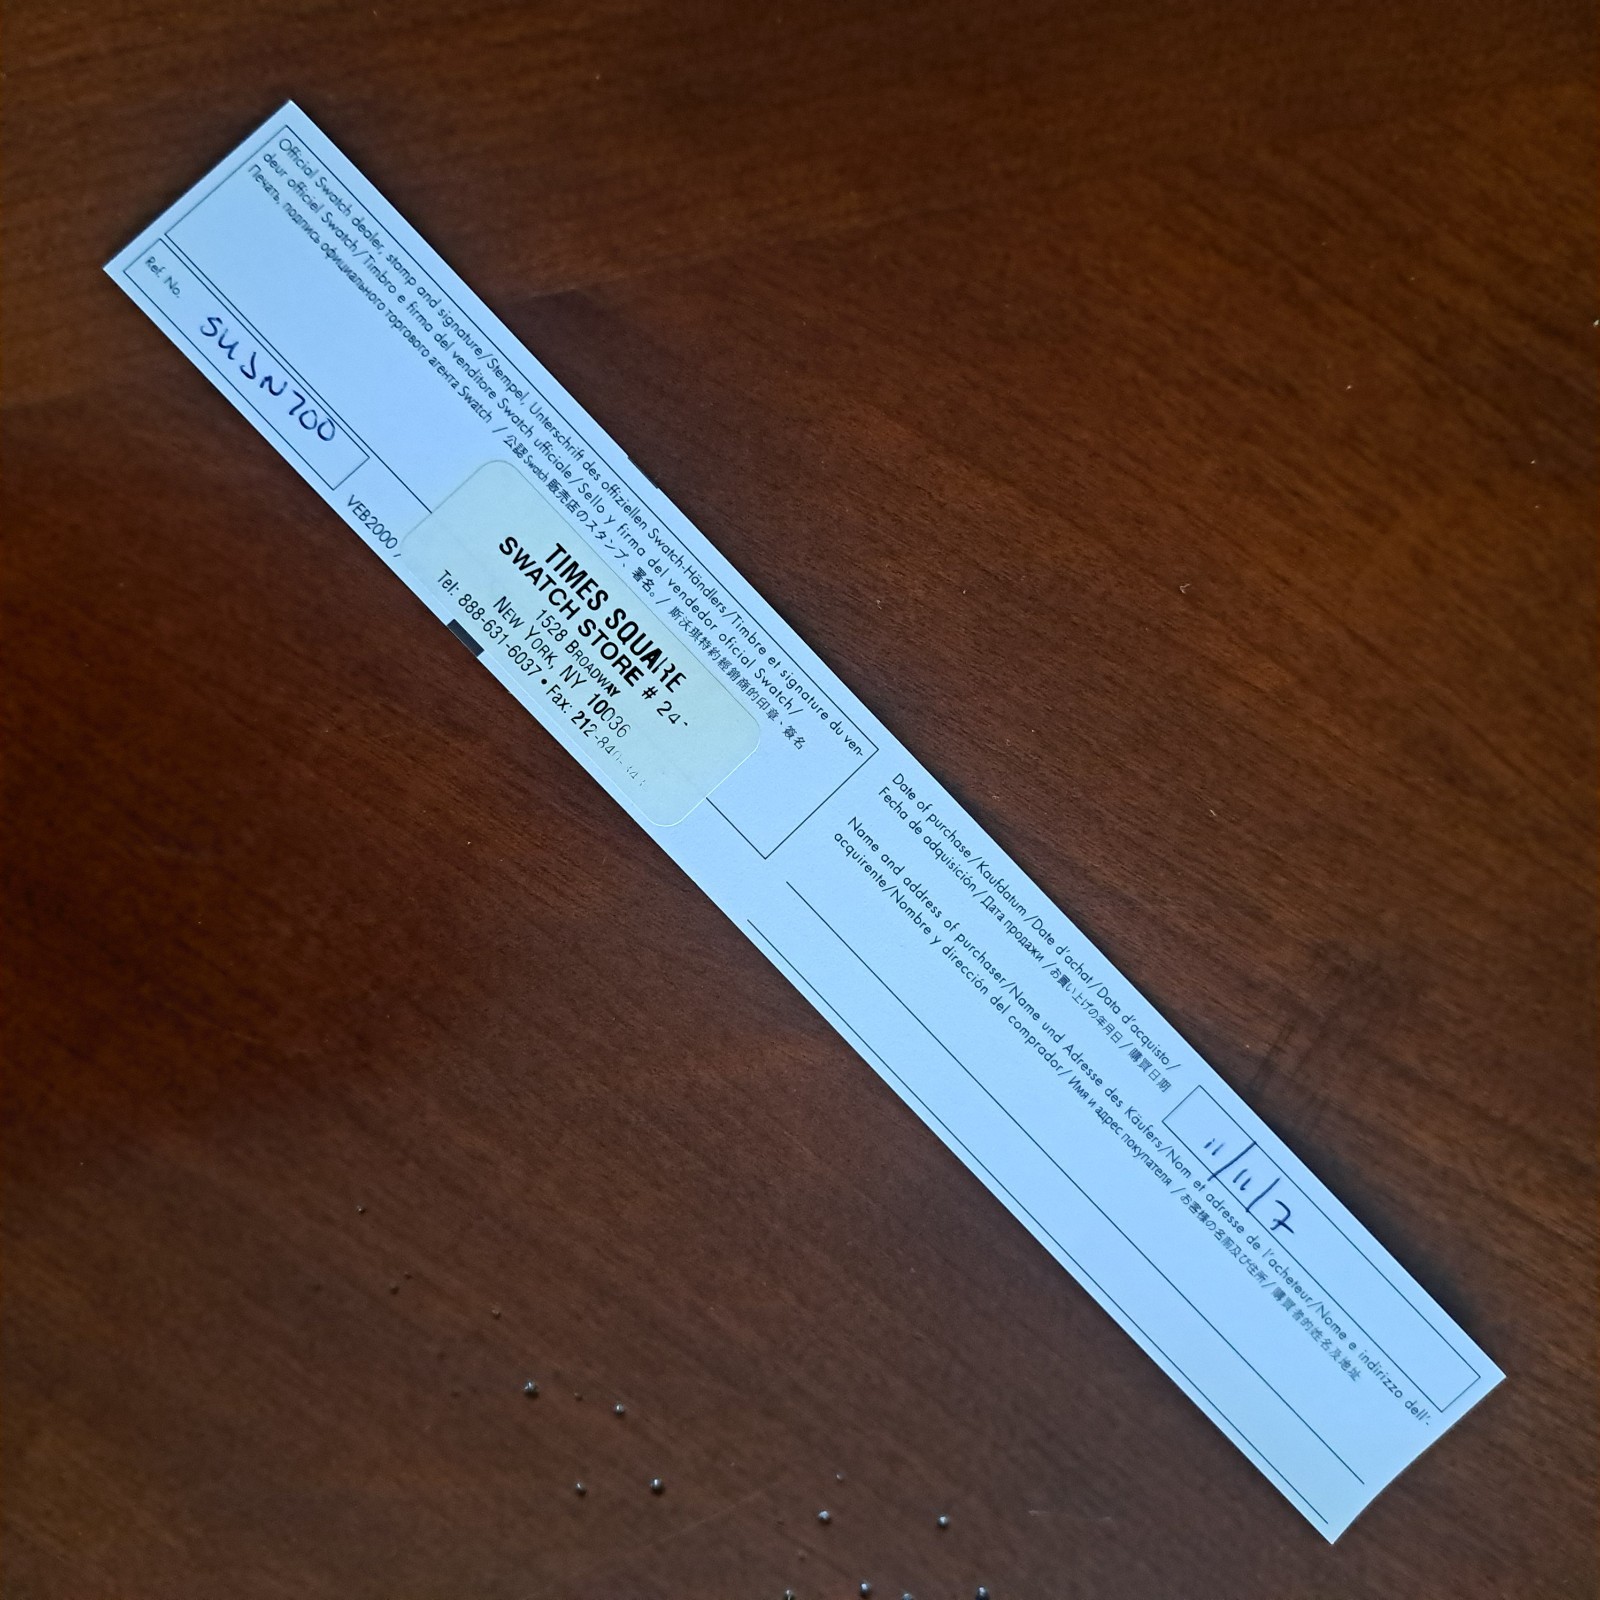 Official Swatch dealer, stamp and signature/Stempel, Unterschrift des offiziellen Swatch-Händlers/Timbre et signature du ven-
deur officiel Swatch/Timbro e firma del venditore Swatch ufficiale/Sello y firma del vendedor oficial Swatch/
Печать, подпись официального торгового агента Swatch / 公認 Swatch 販売店のスタンプ、署名。/ 斯沃琪特約經銷商的印章、簽名
TIMES SQUARE
SWATCH STORE # 24-
1528 BROADWAY
NEW YORK, NY 10036
Tel: 888-631-6037 • Fax: 212-840-
Ref. No. SUJN700
VEB2000 /
Date of purchase/Kaufdatum/Date d'achat/Data d'acquisto/
Fecha de adquisición/Дата продажи/お買い上げの年月日/購買日期
11/11/7
Name and address of purchaser/Name und Adresse des Käufers/Nom et adresse de l'acheteur/Nome e indirizzo dell'-
acquirente/Nombre y dirección del comprador/Имя и адрес покупателя/お客様の名前及び住所/購買者的姓名及地址